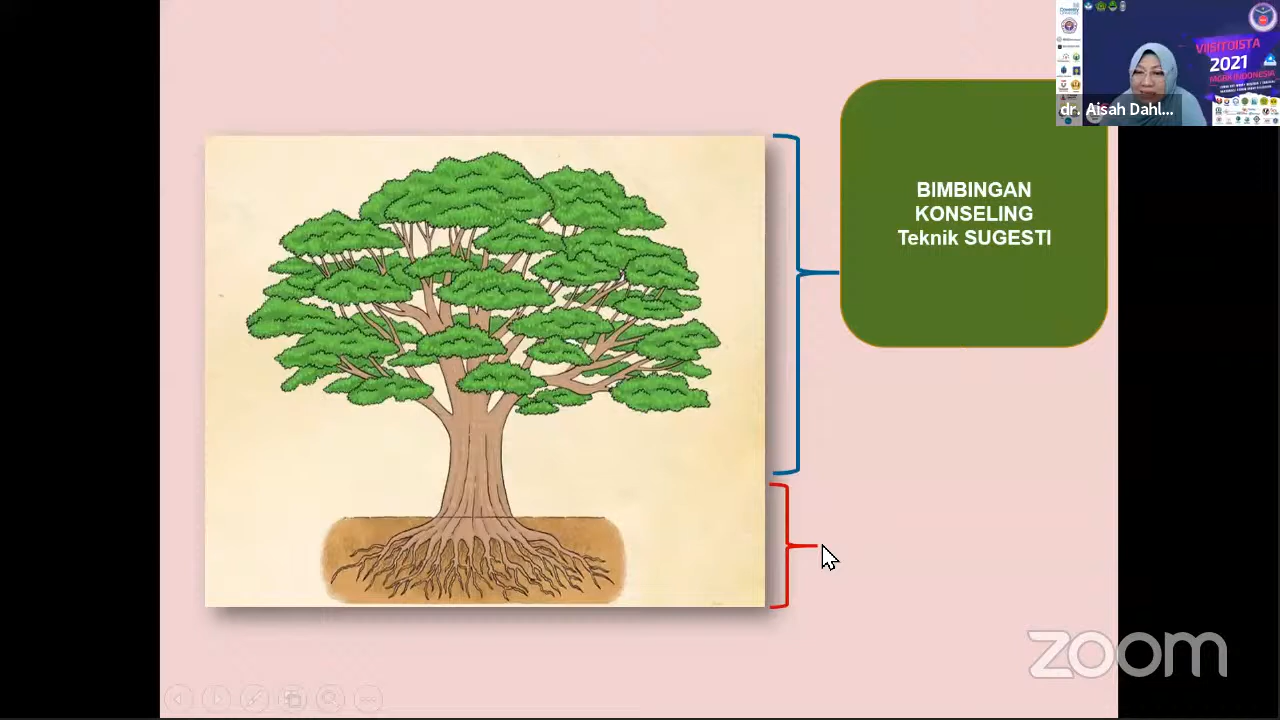 VIISITOISTA
2021
dr. Aisah Dahl...
BIMBINGAN
KONSELING
Teknik SUGESTI
zoom